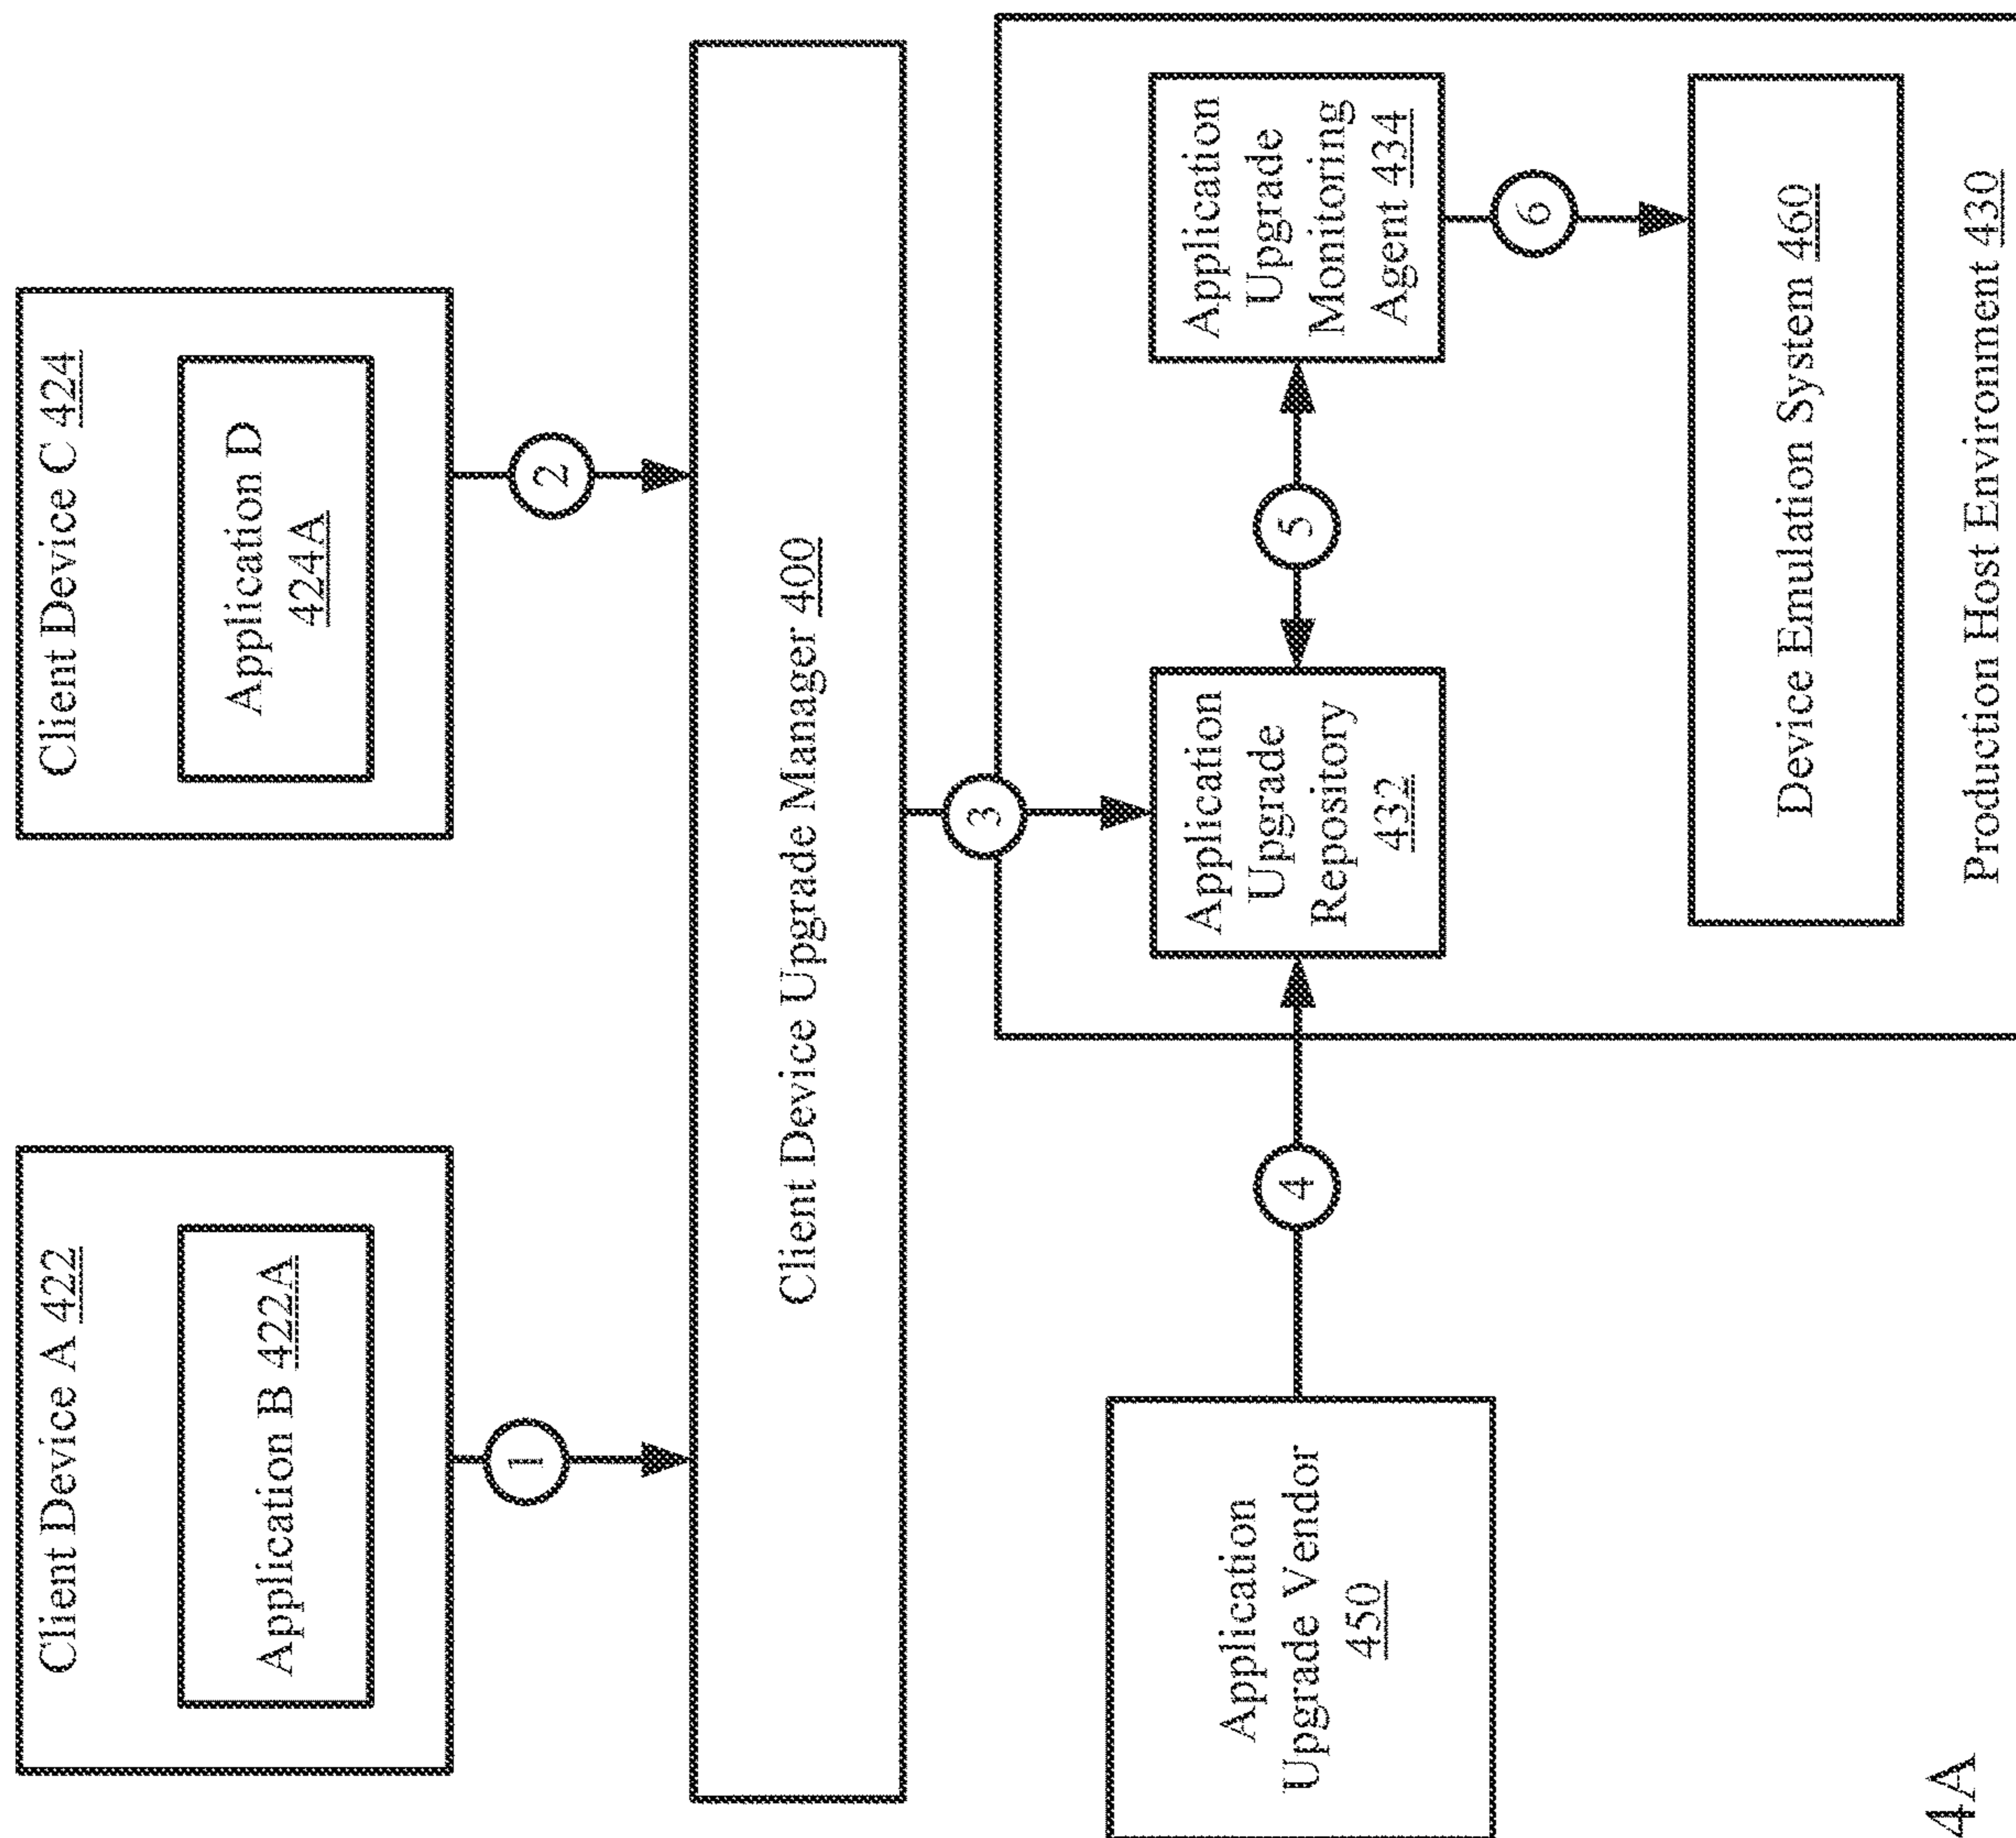 Client Device A 422
Application B 422A
1
Client Device C 424
Application D
424A
2
Client Device Upgrade Manager 400
3
Application
Upgrade Vendor
450
4
Application
Upgrade
Repository
432
5
Application
Upgrade
Monitoring
Agent 434
6
Device Emulation System 460
Production Host Environment 430
4A